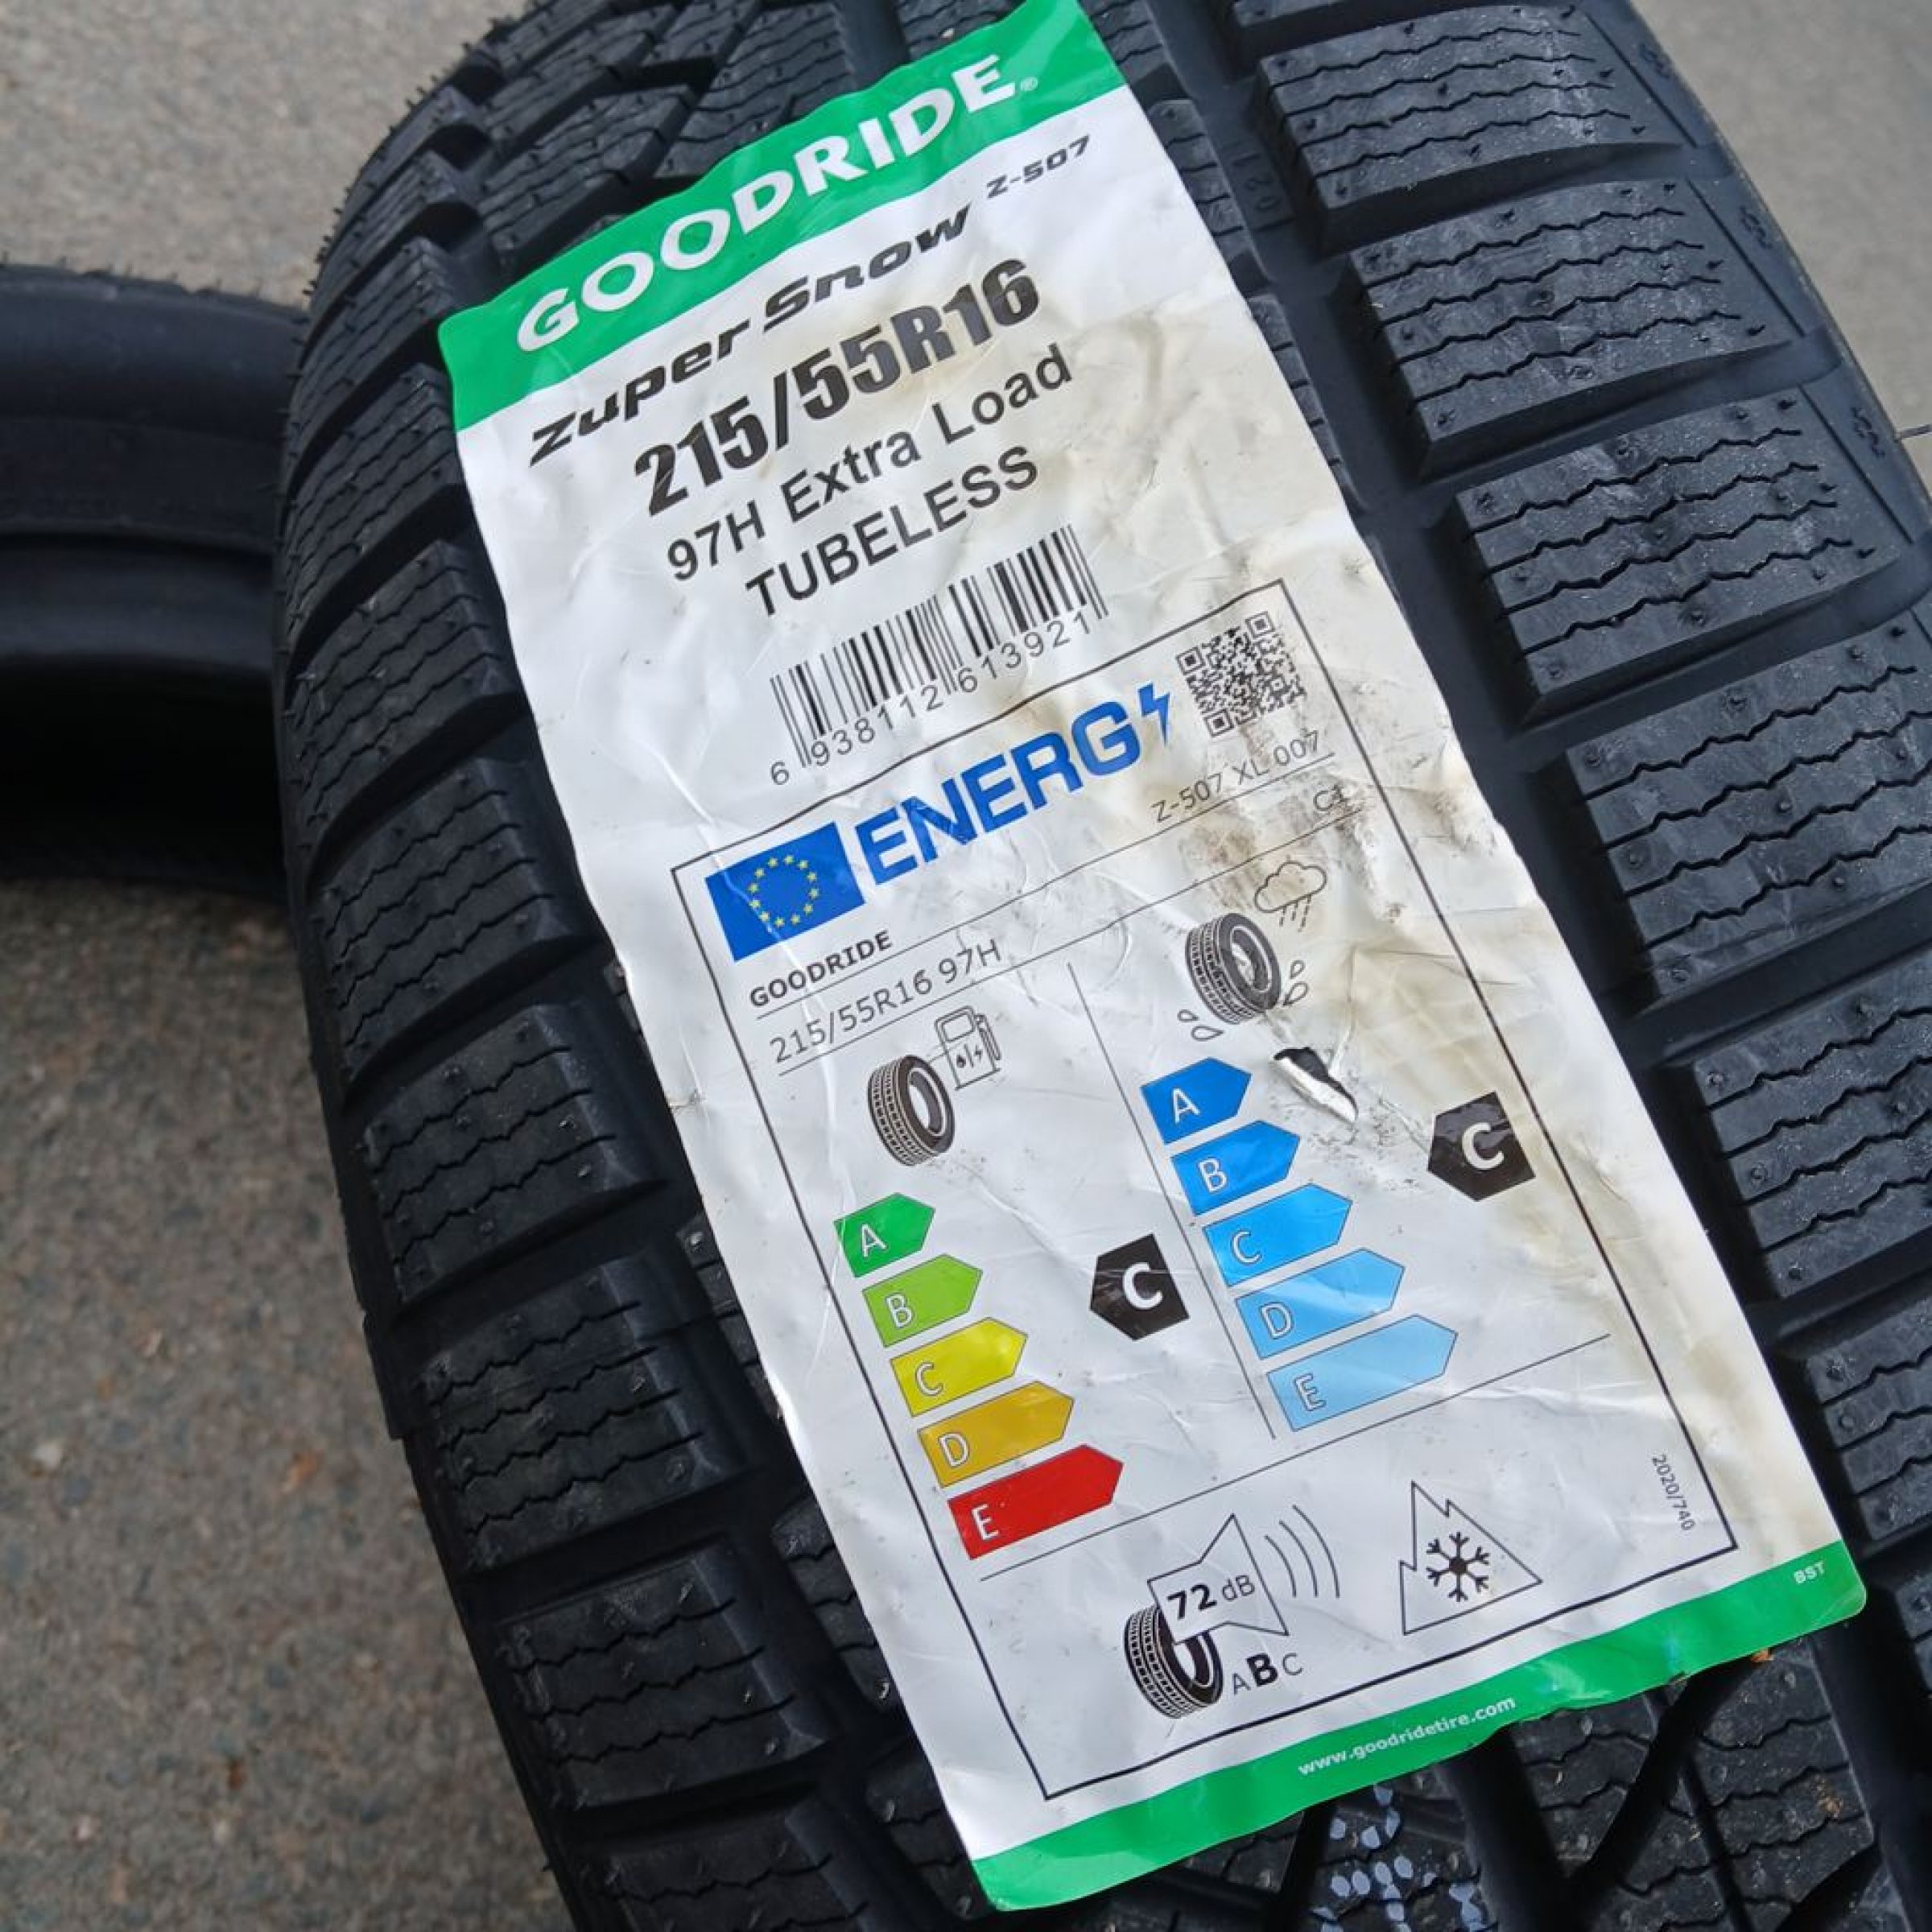 GOODRIDE®
Zuper Snow Z-507
215/55R16
97H Extra Load
TUBELESS
6 938112 613921
ENERG
GOODRIDE
Z-507 XL 007
215/55R16 97H
C1
A
B
C
D
E
C
A
B
C
D
E
C
72 dB
ABC
2020/740
BST
www.goodridetire.com